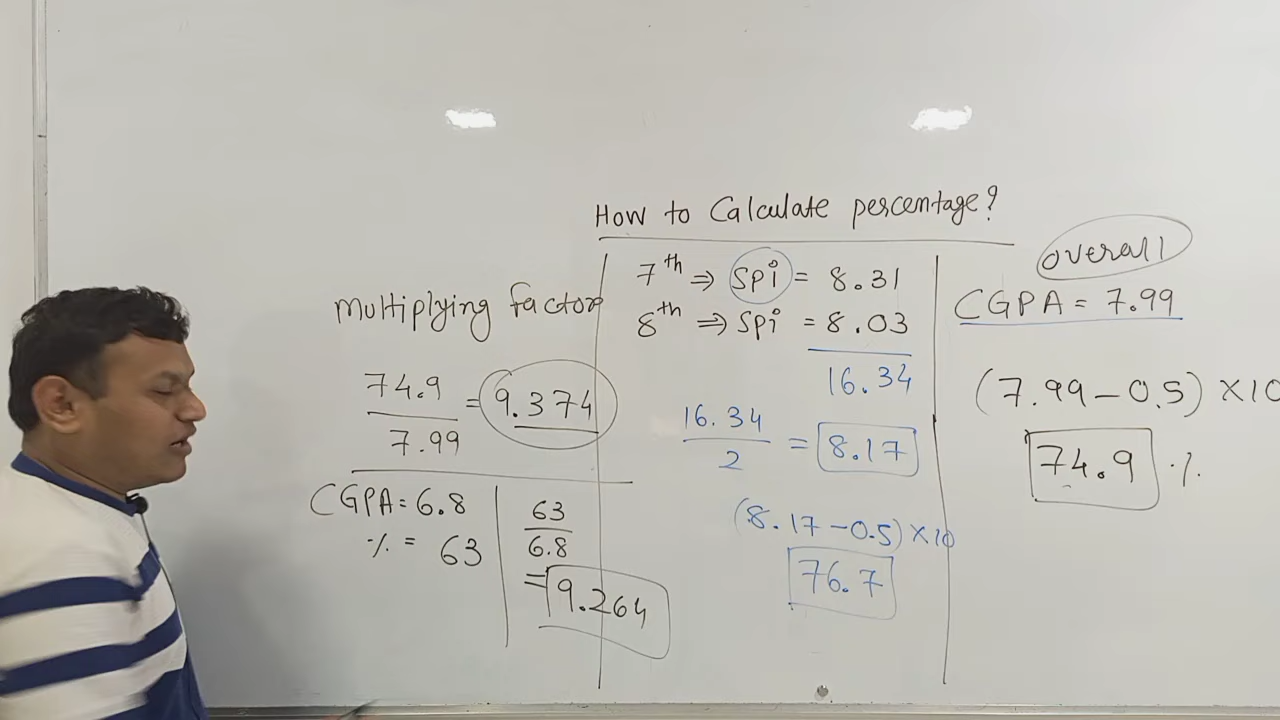 How to Calculate percentage?
Multiplying factor
74.9
7.99
= 9.374
CGPA = 6.8
% = 63
63
6.8
= 9.264
7th ⇒ Spi = 8.31
8th ⇒ Spi = 8.03
16.34
16.34
2
= 8.17
(8.17 - 0.5) × 10
76.7
overall
CGPA = 7.99
(7.99 - 0.5) × 10
74.9 %